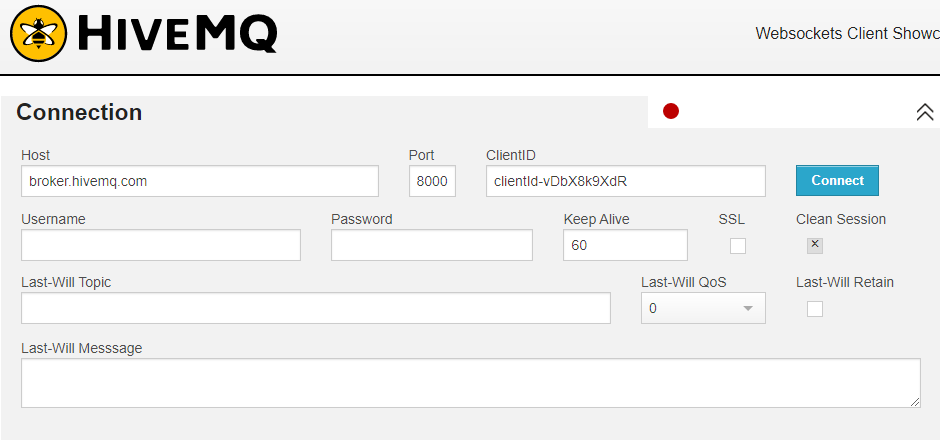 HIVEMQ
Websockets Client Showc
Connection
Host Port ClientID
broker.hivemq.com 8000 clientId-vDbX8k9XdR Connect
Username Password Keep Alive SSL Clean Session
60
Last-Will Topic Last-Will QoS Last-Will Retain
0
Last-Will Messsage